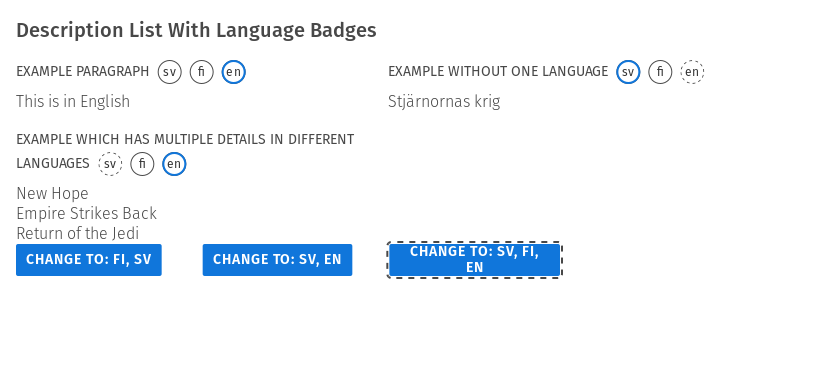 Description List With Language Badges
EXAMPLE PARAGRAPH sv fi en
This is in English
EXAMPLE WITHOUT ONE LANGUAGE sv fi en
Stjärnornas krig
EXAMPLE WHICH HAS MULTIPLE DETAILS IN DIFFERENT
LANGUAGES sv fi en
New Hope
Empire Strikes Back
Return of the Jedi
CHANGE TO: FI, SV
CHANGE TO: SV, EN
CHANGE TO: SV, FI,
EN